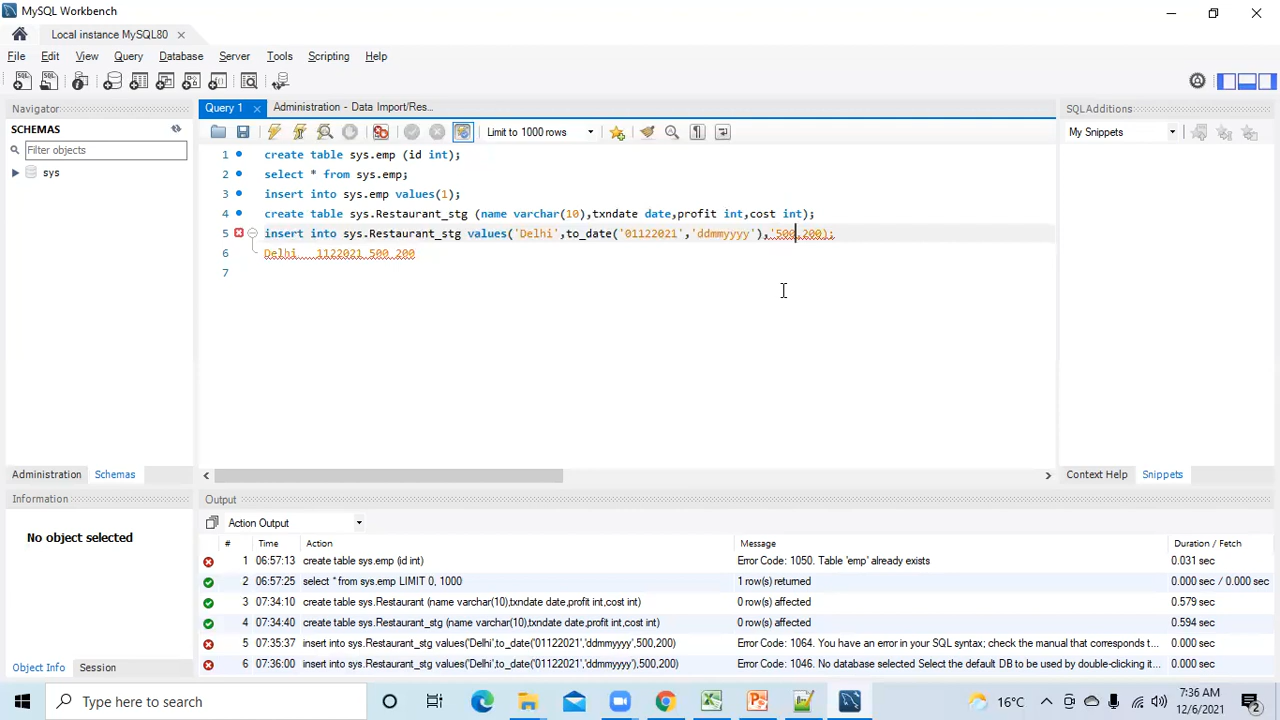 MySQL Workbench
Local instance MySQL80
File Edit View Query Database Server Tools Scripting Help
Navigator
Query 1 Administration - Data Import/Res...
SQLAdditions
SCHEMAS
Limit to 1000 rows
My Snippets
Filter objects
sys
1 create table sys.emp (id int);
2 select * from sys.emp;
3 insert into sys.emp values(1);
4 create table sys.Restaurant_stg (name varchar(10),txndate date,profit int,cost int);
5 insert into sys.Restaurant_stg values('Delhi',to_date('01122021','ddmmyyyy'),'500,200);
6 Delhi 1122021 500 200
7
Administration Schemas
Context Help Snippets
Information
Output
No object selected
Action Output
# Time Action Message Duration / Fetch
1 06:57:13 create table sys.emp (id int) Error Code: 1050. Table 'emp' already exists 0.031 sec
2 06:57:25 select * from sys.emp LIMIT 0, 1000 1 row(s) returned 0.000 sec / 0.000 sec
3 07:34:10 create table sys.Restaurant (name varchar(10),txndate date,profit int,cost int) 0 row(s) affected 0.579 sec
4 07:34:40 create table sys.Restaurant_stg (name varchar(10),txndate date,profit int,cost int) 0 row(s) affected 0.594 sec
5 07:35:37 insert into sys.Restaurant_stg values('Delhi',to_date('01122021','ddmmyyyy',500,200) Error Code: 1064. You have an error in your SQL syntax; check the manual that corresponds t... 0.000 sec
6 07:36:00 insert into sys.Restaurant_stg values('Delhi',to_date('01122021','ddmmyyyy'),500,200) Error Code: 1046. No database selected Select the default DB to be used by double-clicking it... 0.000 sec
Object Info Session
Type here to search
16°C
7:36 AM
12/6/2021
2